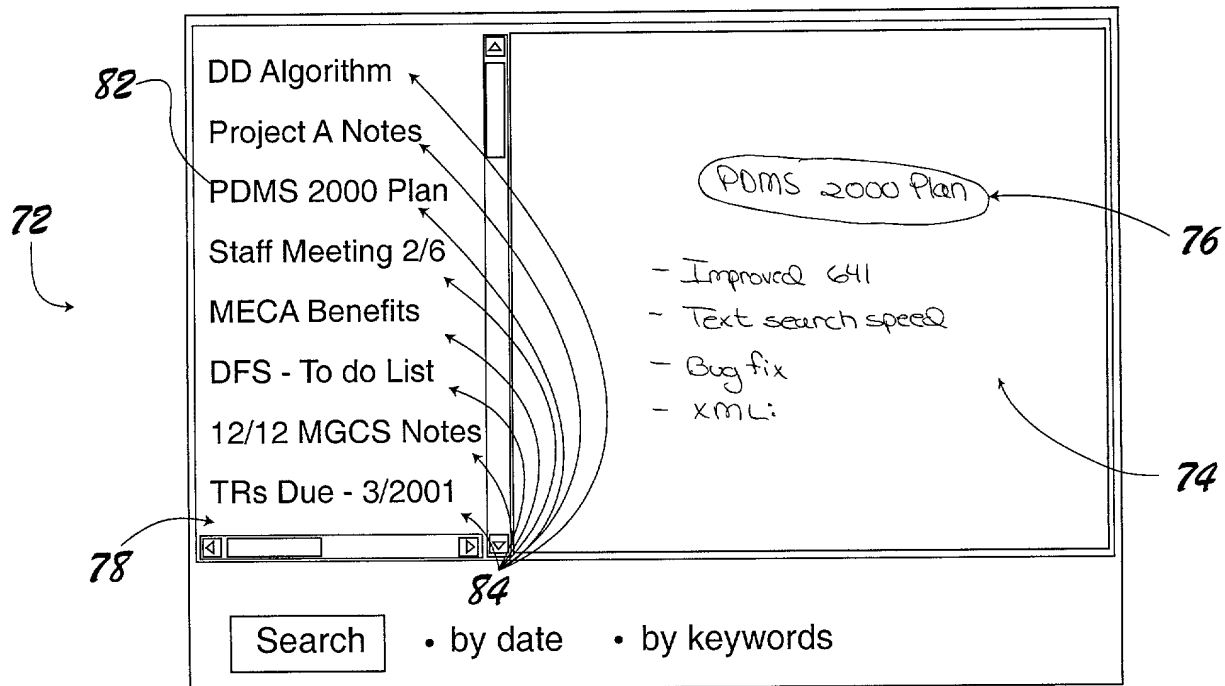 DD Algorithm
Project A Notes
PDMS 2000 Plan
Staff Meeting 2/6
MECA Benefits
DFS - To do List
12/12 MGCS Notes
TRs Due - 3/2001
PDMS 2000 Plan
- Improved 641
- Text search speed
- Bug fix
- XML:
82
72
78
84
76
74
Search • by date • by keywords